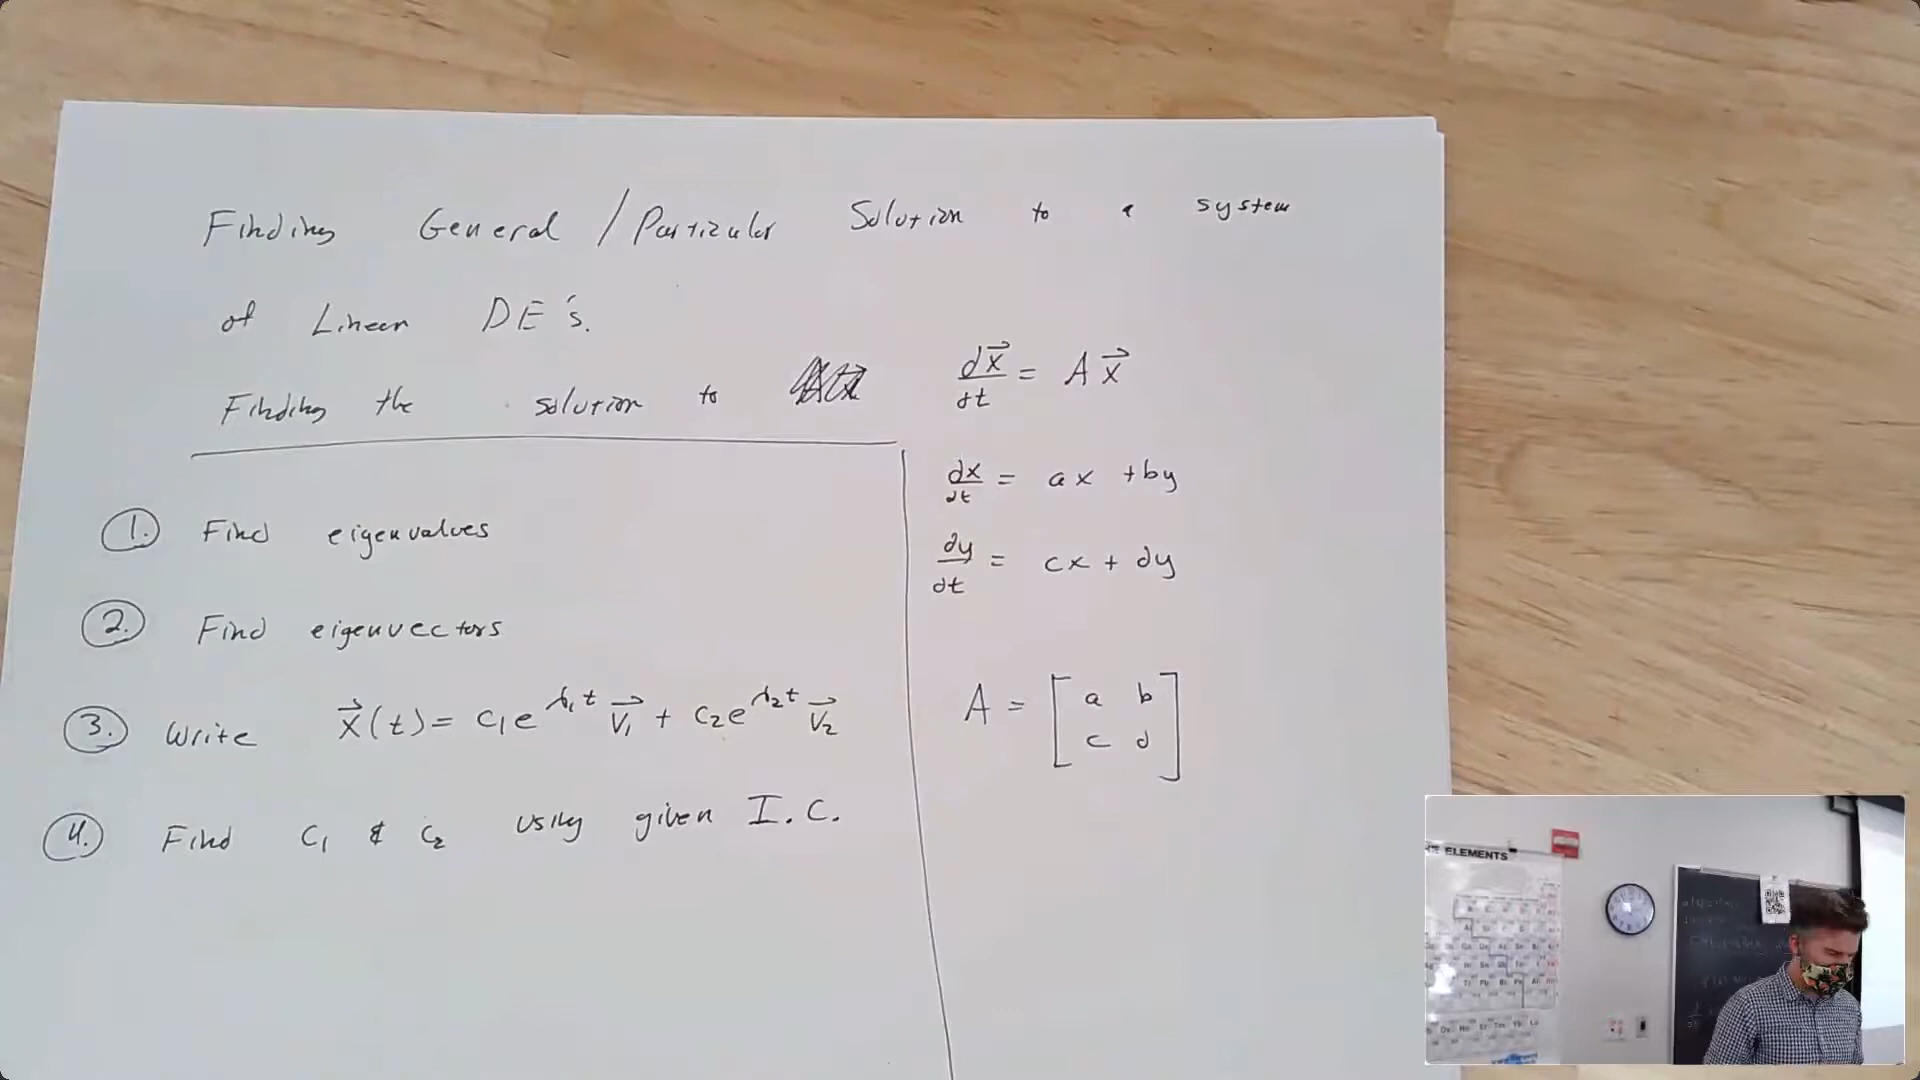 Finding General / Particular Solution to a system
of Linear DE's.
Finding the solution to
dx⃗/dt = A x⃗
dx/dt = ax + by
dy/dt = cx + dy
A = [a b
c d]
1. Find eigenvalues
2. Find eigenvectors
3. Write x⃗(t) = c₁e^λ₁t v⃗₁ + c₂e^λ₂t v⃗₂
4. Find c₁ & c₂ using given I.C.
ELEMENTS